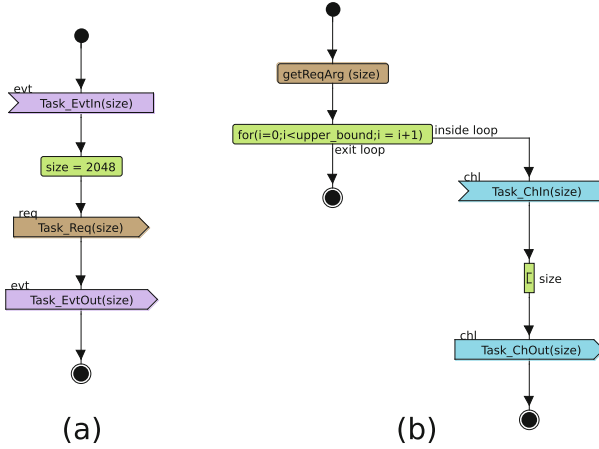 evt
Task_EvtIn(size)
size = 2048
req
Task_Req(size)
evt
Task_EvtOut(size)
(a)
getReqArg (size)
for(i=0;i<upper_bound;i = i+1)
inside loop
exit loop
chl
Task_ChIn(size)
size
chl
Task_ChOut(size)
(b)